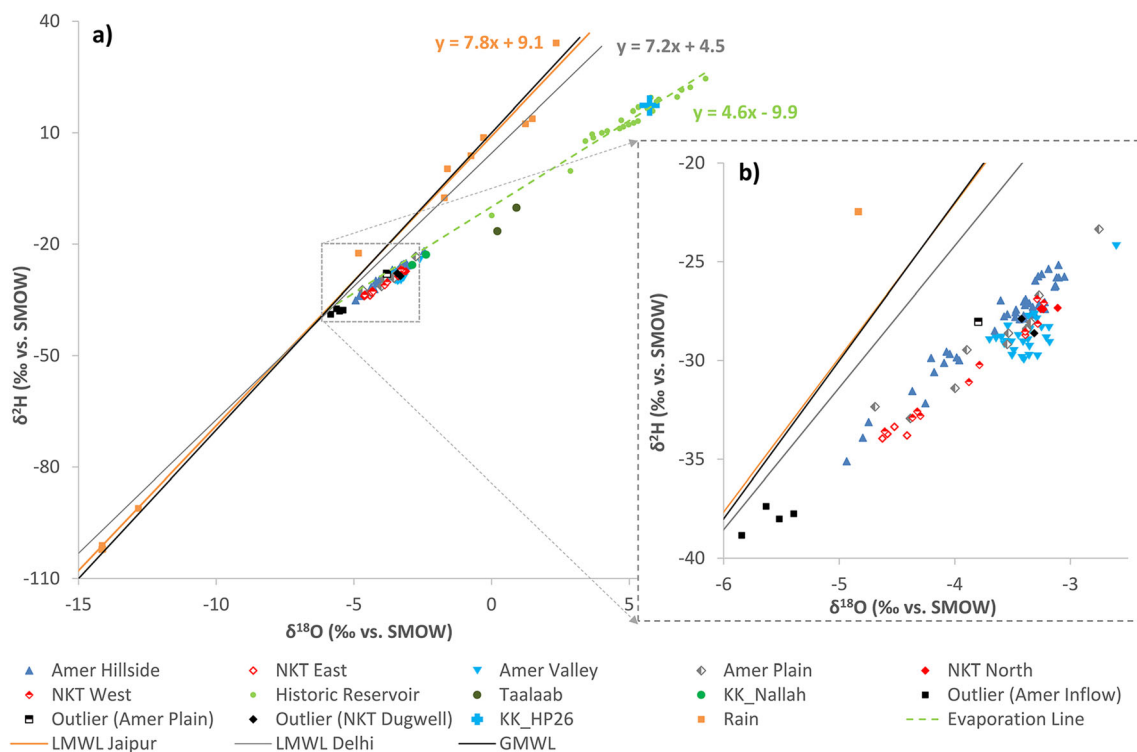 a)
40
10
-20
-50
-80
-110
-15
-10
-5
0
5
δ²H (‰ vs. SMOW)
δ¹⁸O (‰ vs. SMOW)
y = 7.8x + 9.1
y = 7.2x + 4.5
y = 4.6x - 9.9
b)
-20
-25
-30
-35
-40
-6
-5
-4
-3
δ²H (‰ vs. SMOW)
δ¹⁸O (‰ vs. SMOW)
Amer Hillside NKT East Amer Valley Amer Plain NKT North
NKT West Historic Reservoir Taalaab KK_Nallah Outlier (Amer Inflow)
Outlier (Amer Plain) Outlier (NKT Dugwell) KK_HP26 Rain Evaporation Line
LMWL Jaipur LMWL Delhi GMWL